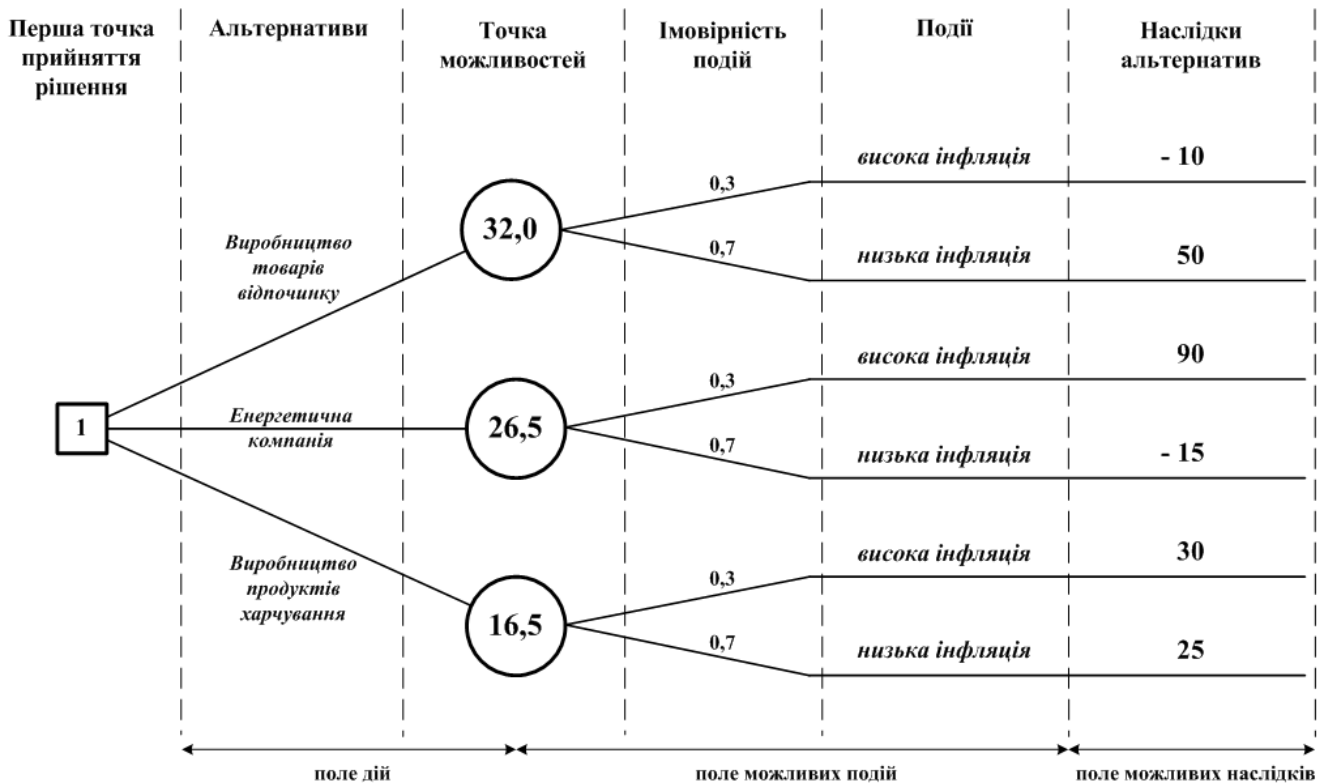 Перша точка
прийняття
рішення
Альтернативи
Точка
можливостей
Імовірність
подій
Події
Наслідки
альтернатив
Виробництво
товарів
відпочинку
32,0
0,3
висока інфляція
- 10
0,7
низька інфляція
50
1
Енергетична
компанія
26,5
0,3
висока інфляція
90
0,7
низька інфляція
- 15
Виробництво
продуктів
харчування
16,5
0,3
висока інфляція
30
0,7
низька інфляція
25
поле дій
поле можливих подій
поле можливих наслідків